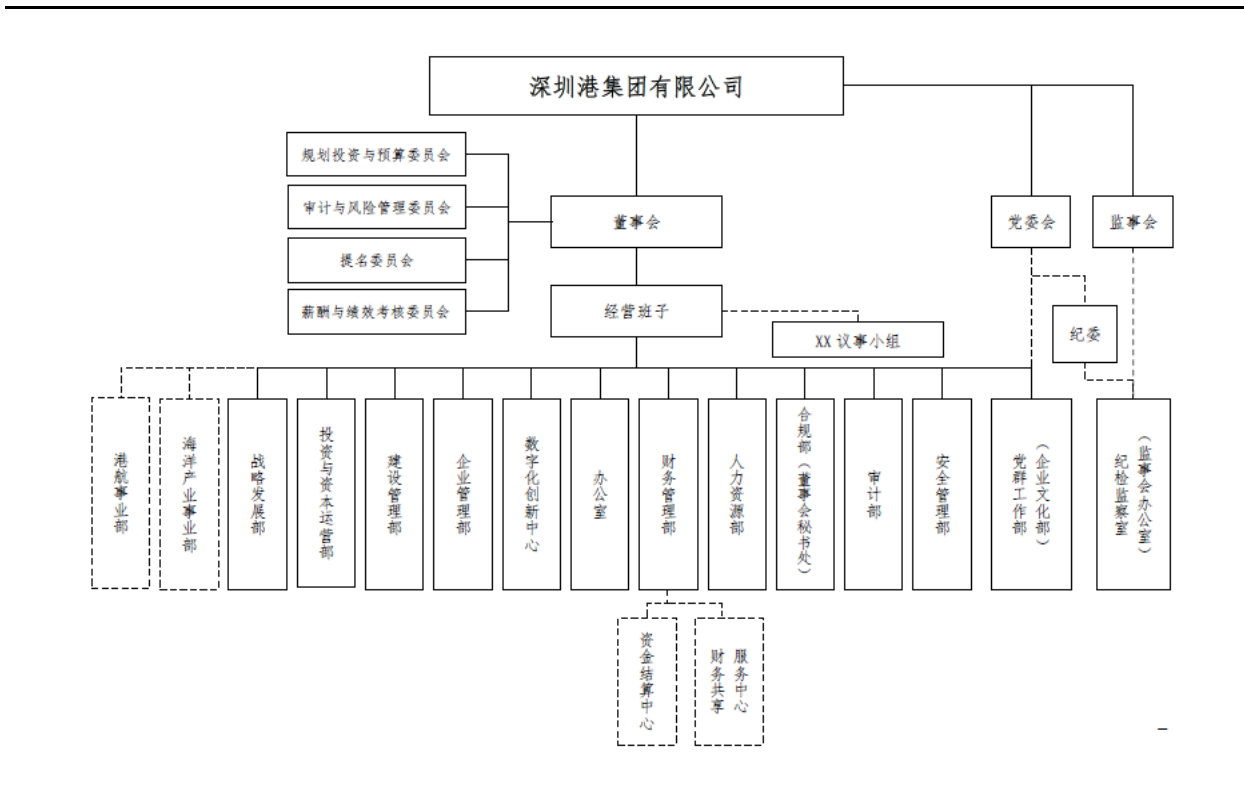 深圳港集团有限公司
规划投资与预算委员会
审计与风险管理委员会
提名委员会
薪酬与绩效考核委员会
董事会
党委会
监事会
经营班子
XX 议事小组
纪委
港航事业部
海洋产业事业部
战略发展部
投资与资本运营部
建设管理部
企业管理部
数字化创新中心
办公室
财务管理部
人力资源部
合规部（董事会秘书处）
审计部
安全管理部
党群工作部
（企业文化部）
纪检监察室
（监事会办公室）
资金结算中心
财务共享
服务中心